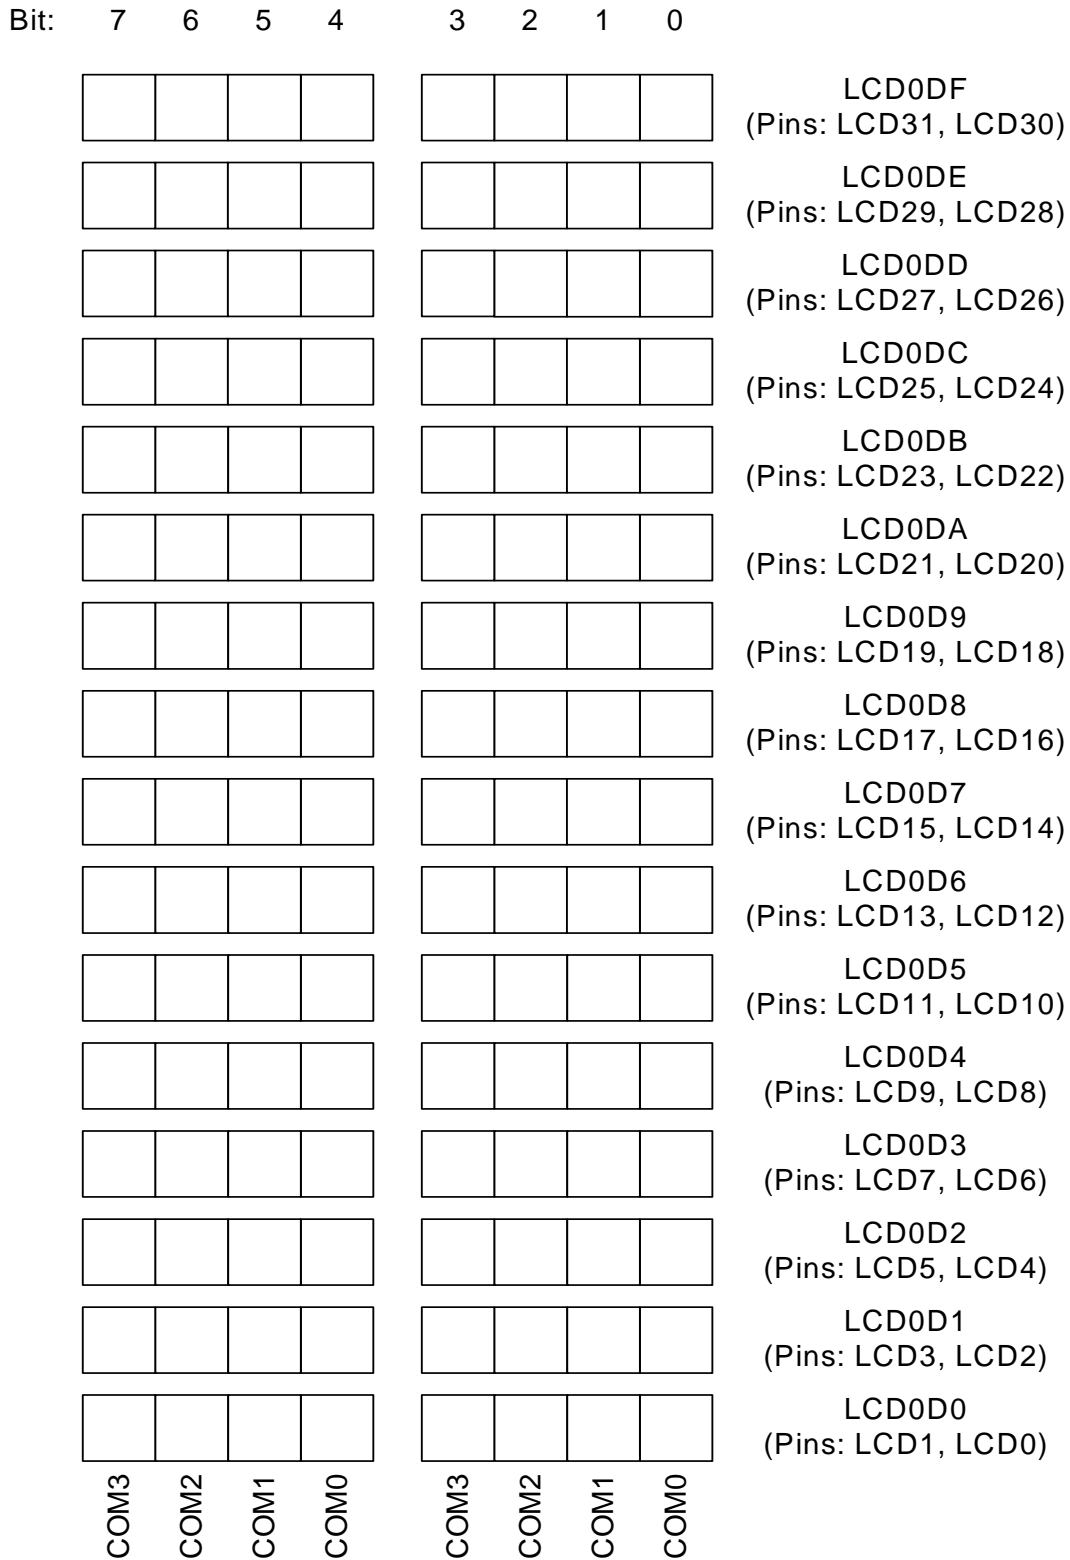 Bit: 7 6 5 4 3 2 1 0
LCD0DF
(Pins: LCD31, LCD30)
LCD0DE
(Pins: LCD29, LCD28)
LCD0DD
(Pins: LCD27, LCD26)
LCD0DC
(Pins: LCD25, LCD24)
LCD0DB
(Pins: LCD23, LCD22)
LCD0DA
(Pins: LCD21, LCD20)
LCD0D9
(Pins: LCD19, LCD18)
LCD0D8
(Pins: LCD17, LCD16)
LCD0D7
(Pins: LCD15, LCD14)
LCD0D6
(Pins: LCD13, LCD12)
LCD0D5
(Pins: LCD11, LCD10)
LCD0D4
(Pins: LCD9, LCD8)
LCD0D3
(Pins: LCD7, LCD6)
LCD0D2
(Pins: LCD5, LCD4)
LCD0D1
(Pins: LCD3, LCD2)
LCD0D0
(Pins: LCD1, LCD0)
COM3
COM2
COM1
COM0
COM3
COM2
COM1
COM0